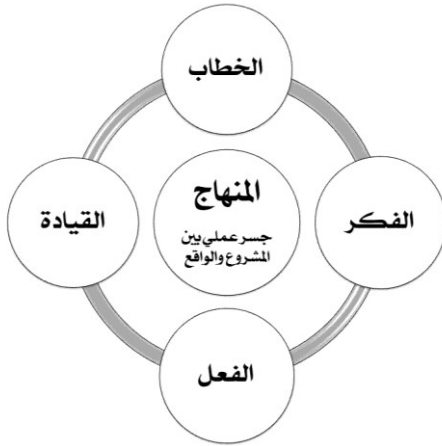 الخطاب
الفكر
المنهاج
جسر عملي بين
المشروع والواقع
القيادة
الفعل